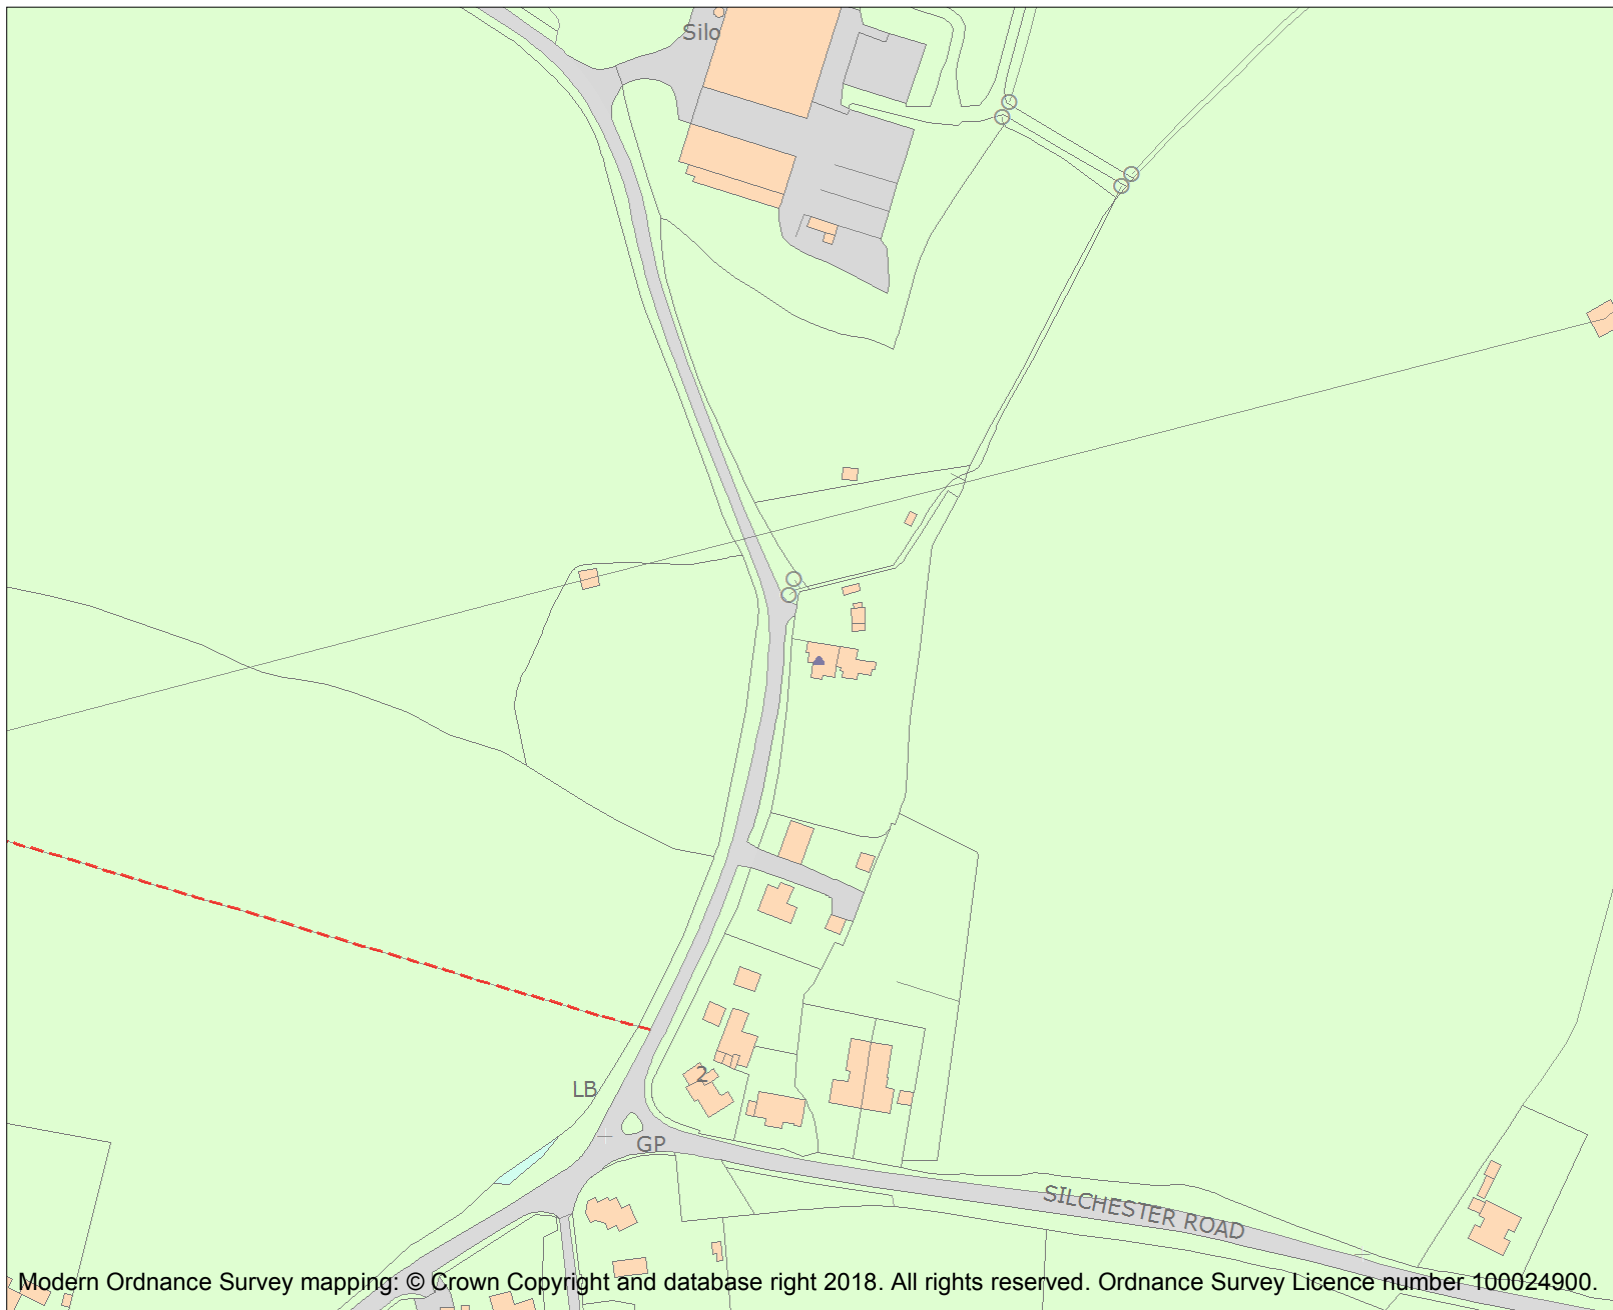 Silo
2
LB
GP
SILCHESTER ROAD
Modern Ordnance Survey mapping: © Crown Copyright and database right 2018. All rights reserved. Ordnance Survey Licence number 100024900.